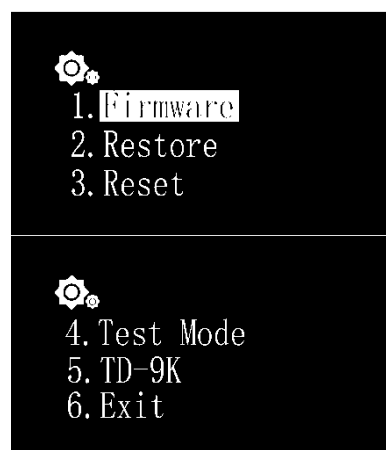 1.Firmware
2.Restore
3.Reset
4.Test Mode
5.TD-9K
6.Exit